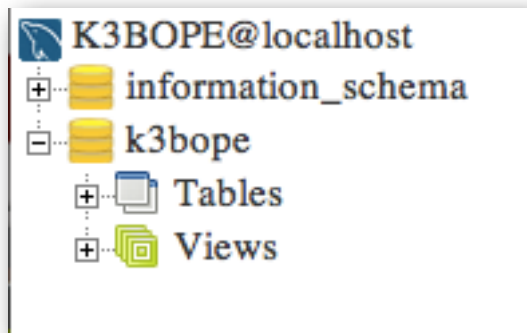 K3BOPE@localhost
information_schema
k3bope
Tables
Views